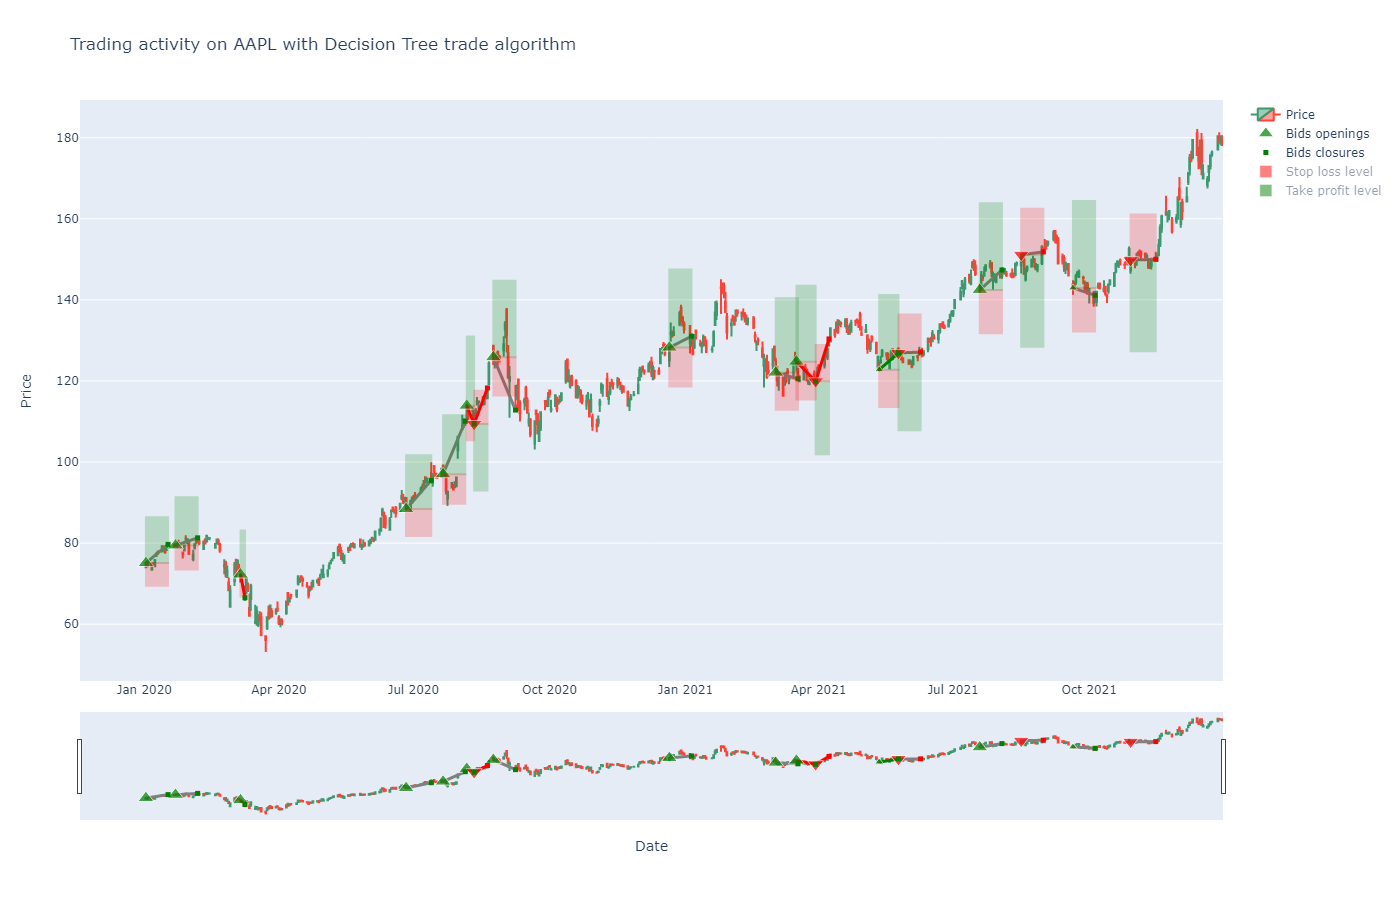 Trading activity on AAPL with Decision Tree trade algorithm
Price
Bids openings
Bids closures
Stop loss level
Take profit level
Price
180
160
140
120
100
80
60
Jan 2020
Apr 2020
Jul 2020
Oct 2020
Jan 2021
Apr 2021
Jul 2021
Oct 2021
Date